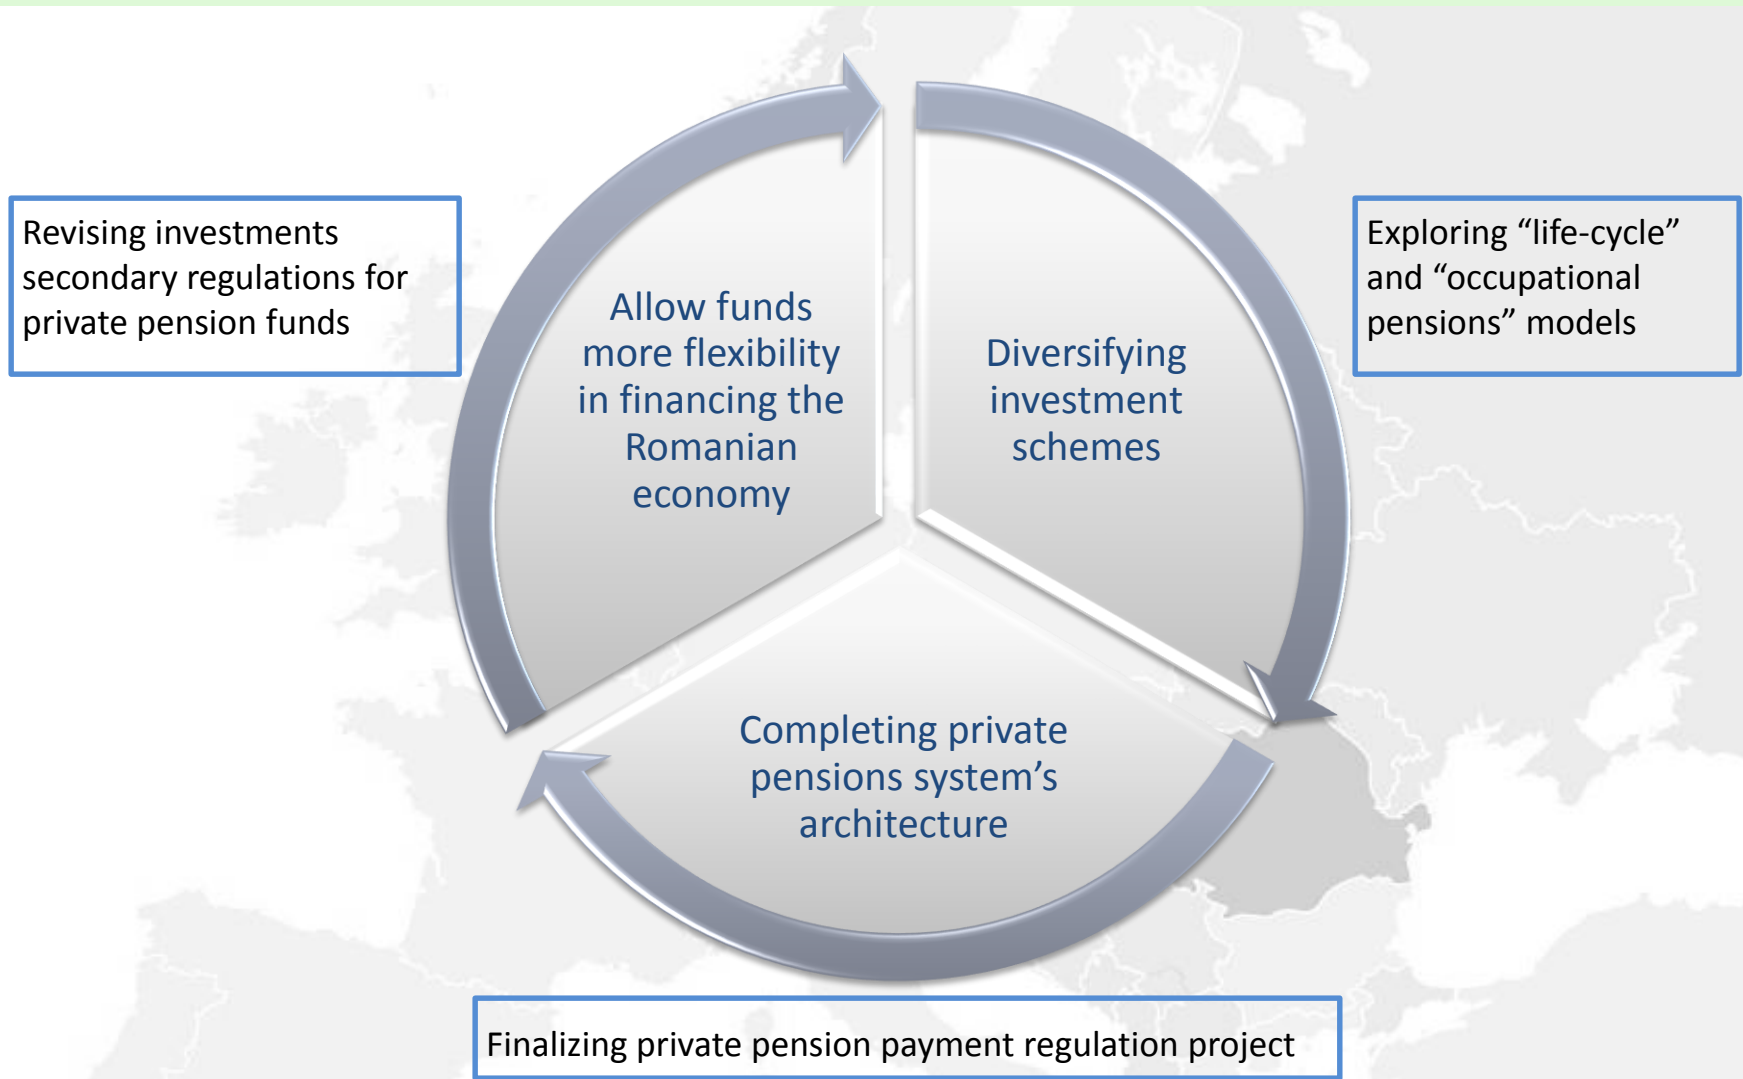 Revising investments
secondary regulations for
private pension funds
Allow funds
more flexibility
in financing the
Romanian
economy
Diversifying
investment
schemes
Exploring “life-cycle”
and “occupational
pensions” models
Completing private
pensions system’s
architecture
Finalizing private pension payment regulation project